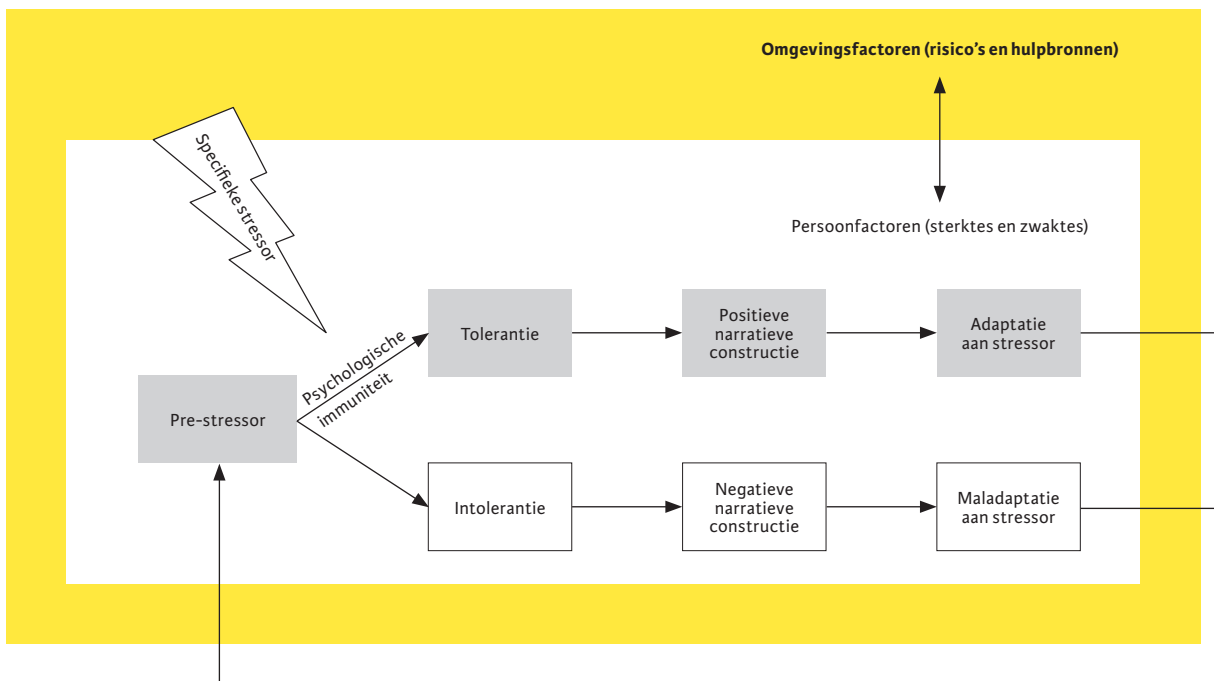 Omgevingsfactoren (risico's en hulpbronnen)
Specifieke stressor
Persoonfactoren (sterktes en zwaktes)
Tolerantie
Positieve
narratieve
constructie
Adaptatie
aan stressor
Psychologische
immuniteit
Pre-stressor
Intolerantie
Negatieve
narratieve
constructie
Maladaptatie
aan stressor